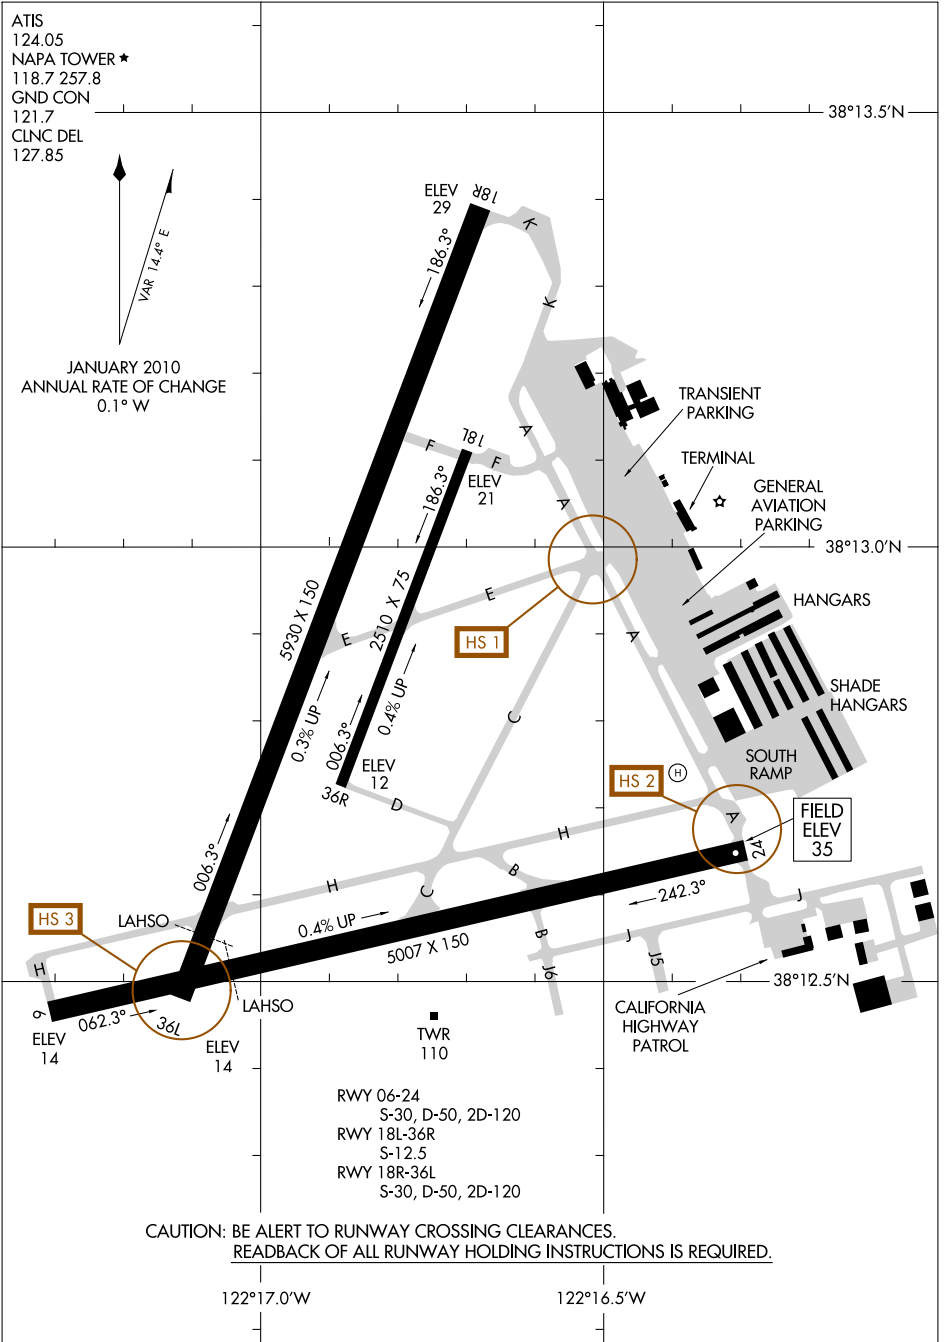 ATIS
124.05
NAPA TOWER ★
118.7 257.8
GND CON
121.7
CLNC DEL
127.85
38°13.5'N
VAR 14.4° E
JANUARY 2010
ANNUAL RATE OF CHANGE
0.1° W
ELEV
29
18R
186.3°
K
K
TRANSIENT
PARKING
TERMINAL
GENERAL
AVIATION
PARKING
F
18L
F
A
ELEV
21
186.3°
A
38°13.0'N
5930 X 150
2510 X 75
E
E
HS 1
A
HANGARS
SHADE
HANGARS
0.3% UP
006.3°
0.4% UP
C
ELEV
12
36R
D
SOUTH
RAMP
HS 2
H
A
FIELD
ELEV
35
24
H
006.3°
H
C
B
242.3°
J
HS 3
LAHSO
0.4% UP
5007 X 150
B
J
J5
J6
H
38°12.5'N
6
062.3°
36L
LAHSO
ELEV
14
ELEV
14
TWR
110
CALIFORNIA
HIGHWAY
PATROL
RWY 06-24
S-30, D-50, 2D-120
RWY 18L-36R
S-12.5
RWY 18R-36L
S-30, D-50, 2D-120
CAUTION: BE ALERT TO RUNWAY CROSSING CLEARANCES.
READBACK OF ALL RUNWAY HOLDING INSTRUCTIONS IS REQUIRED.
122°17.0'W
122°16.5'W